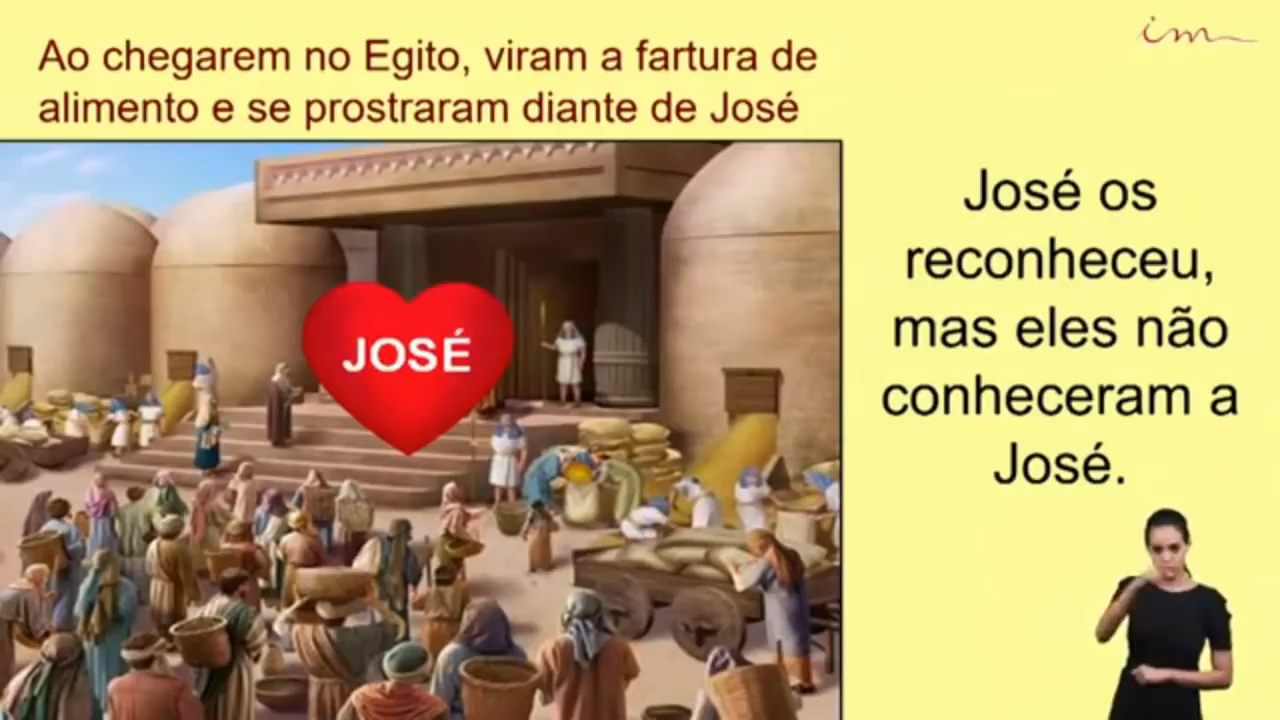 im
Ao chegarem no Egito, viram a fartura de
alimento e se prostraram diante de José
JOSÉ
José os
reconheceu,
mas eles não
conheceram a
José.